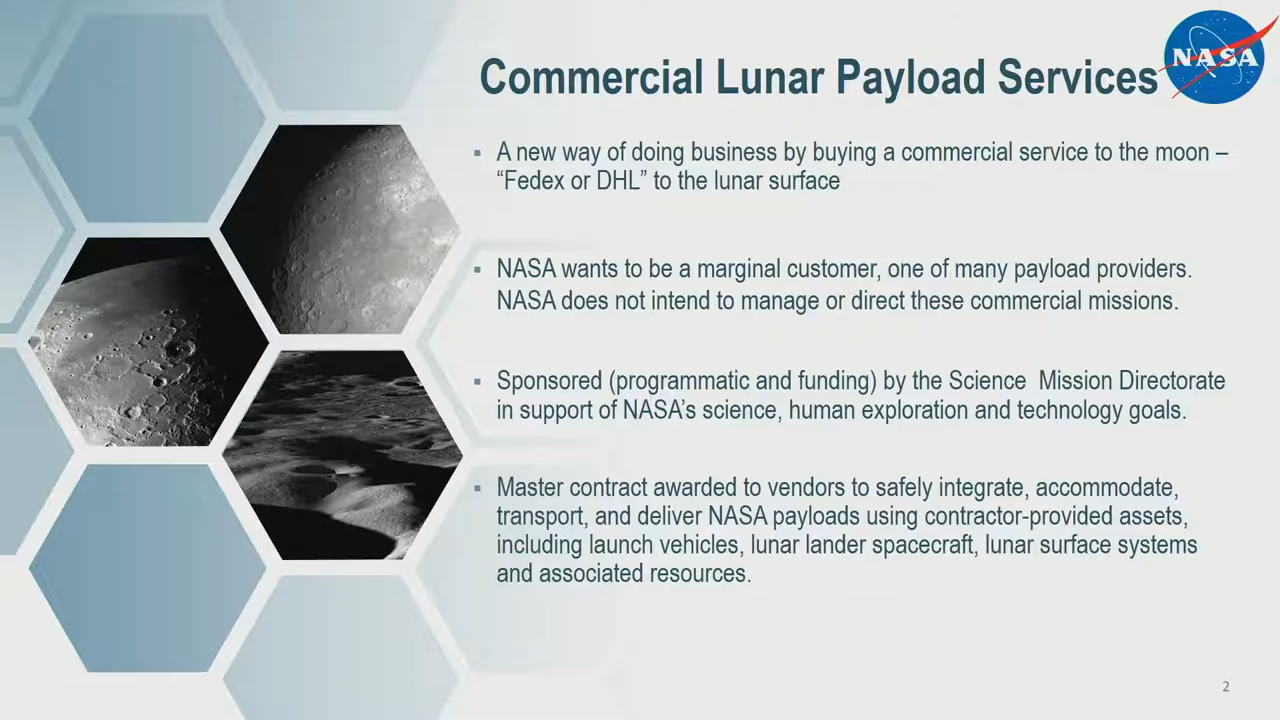 Commercial Lunar Payload Services
NASA
▪ A new way of doing business by buying a commercial service to the moon –
“Fedex or DHL” to the lunar surface
▪ NASA wants to be a marginal customer, one of many payload providers.
NASA does not intend to manage or direct these commercial missions.
▪ Sponsored (programmatic and funding) by the Science  Mission Directorate
in support of NASA’s science, human exploration and technology goals.
▪ Master contract awarded to vendors to safely integrate, accommodate,
transport, and deliver NASA payloads using contractor-provided assets,
including launch vehicles, lunar lander spacecraft, lunar surface systems
and associated resources.
2